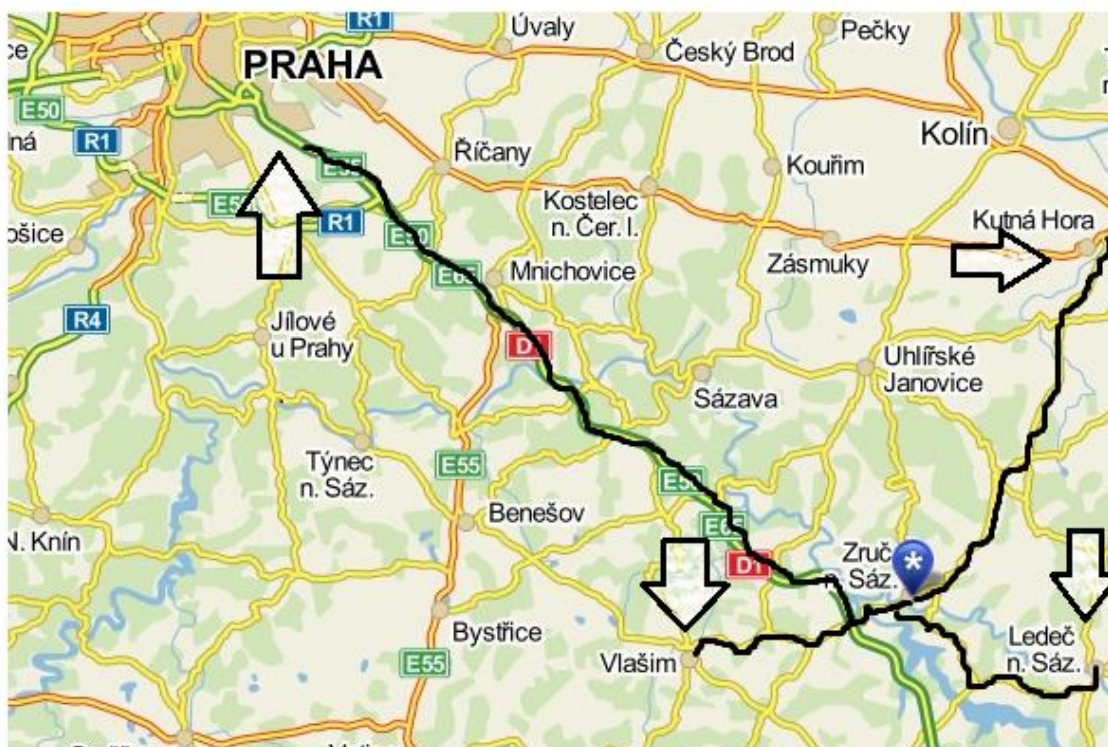 R1
Úvaly
Pečky
PRAHA
Český Brod
E50
R1
Kolín
Říčany
E55
Kouřim
Kostelec
n. Čer. l.
R1
E50
Kutná Hora
Mnichovice
E65
Zásmuky
R4
Jílové
u Prahy
D1
Uhlířské
Janovice
Sázava
Týnec
n. Sáz.
E55
Benešov
N. Knín
E65
D1
Zruč
Sáz.
*
Bystřice
Vlašim
Ledeč
n. Sáz.
E55